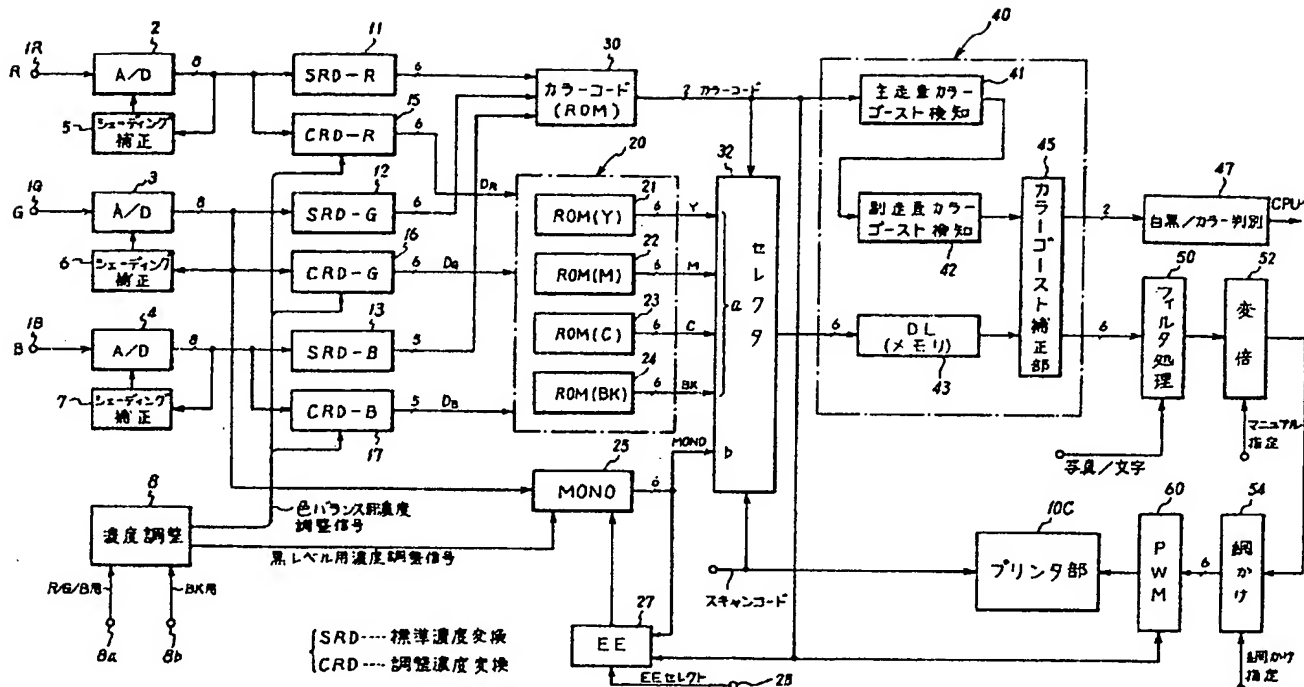 40
2
11
30
41
1R
R
A/D
8
SRD-R
6
カラーコード
(ROM)
2 カラーコード
主走査カラー
ゴースト検知
15
5
シェーディング
補正
CRD-R
6
20
32
45
47
12
DR
21
1G
G
3
A/D
8
SRD-G
6
ROM(Y)
6
Y
副走査カラー
ゴースト検知
42
カラーゴースト補正部
2
白黒/カラー判別
CPU
16
22
6
シェーディング
補正
CRD-G
6
DG
ROM(M)
6
M
a
セレクタ
50
52
13
23
1B
B
4
A/D
8
SRD-B
5
ROM(C)
6
C
6
DL
(メモリ)
43
6
フィルタ処理
変倍
24
7
シェーディング
補正
CRD-B
5
DB
ROM(BK)
6
BK
17
MONO
b
マニュアル
指定
写真/文字
25
8
MONO
6
濃度調整
色バランス用濃度
調整信号
黒レベル用濃度調整信号
10C
60
54
プリンタ部
PWM
6
網かけ
R/G/B用
BK用
スキャンコード
27
8a
8b
SRD････標準濃度変換
CRD････調整濃度変換
EE
EEセレクト
28
網かけ
指定